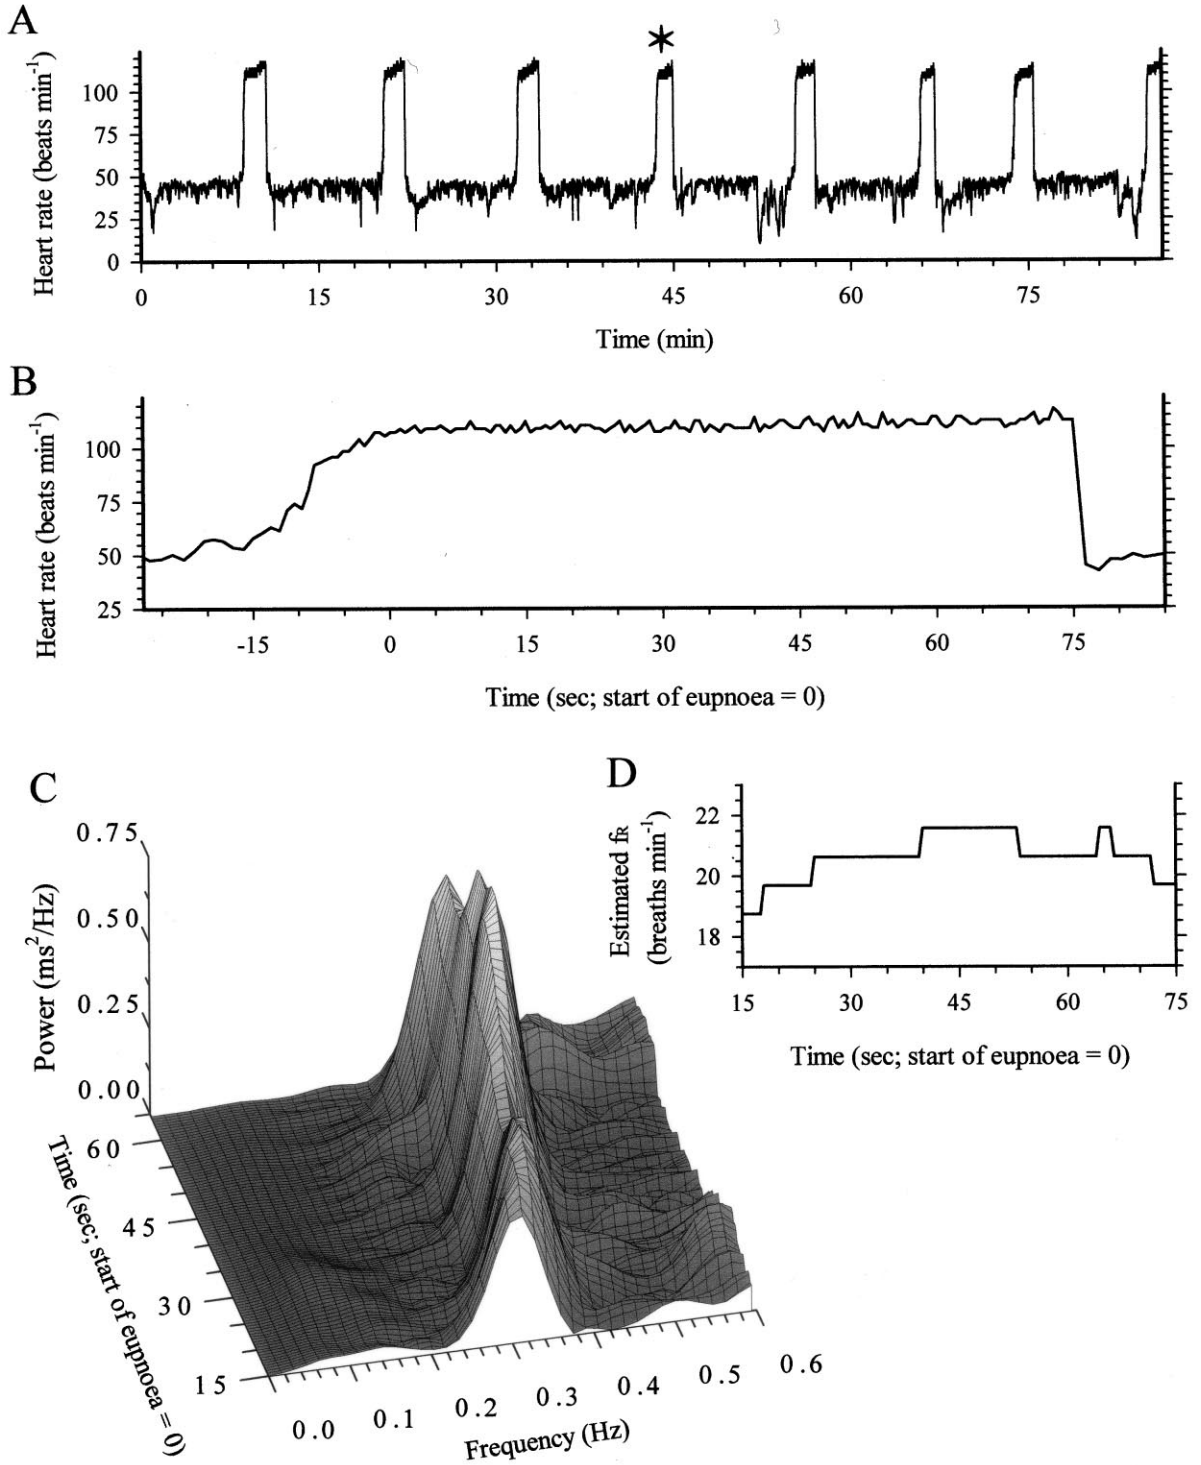 A
Heart rate (beats min-1)
100
75
50
25
0
0 15 30 45 60 75
Time (min)
B
Heart rate (beats min-1)
100
75
50
25
-15 0 15 30 45 60 75
Time (sec; start of eupnoea = 0)
C
Power (ms2/Hz)
0.75
0.50
0.25
0.00
60
45
30
15
Time (sec; start of eupnoea = 0)
0.0 0.1 0.2 0.3 0.4 0.5 0.6
Frequency (Hz)
D
Estimated fR
(breaths min-1)
22
20
18
15 30 45 60 75
Time (sec; start of eupnoea = 0)